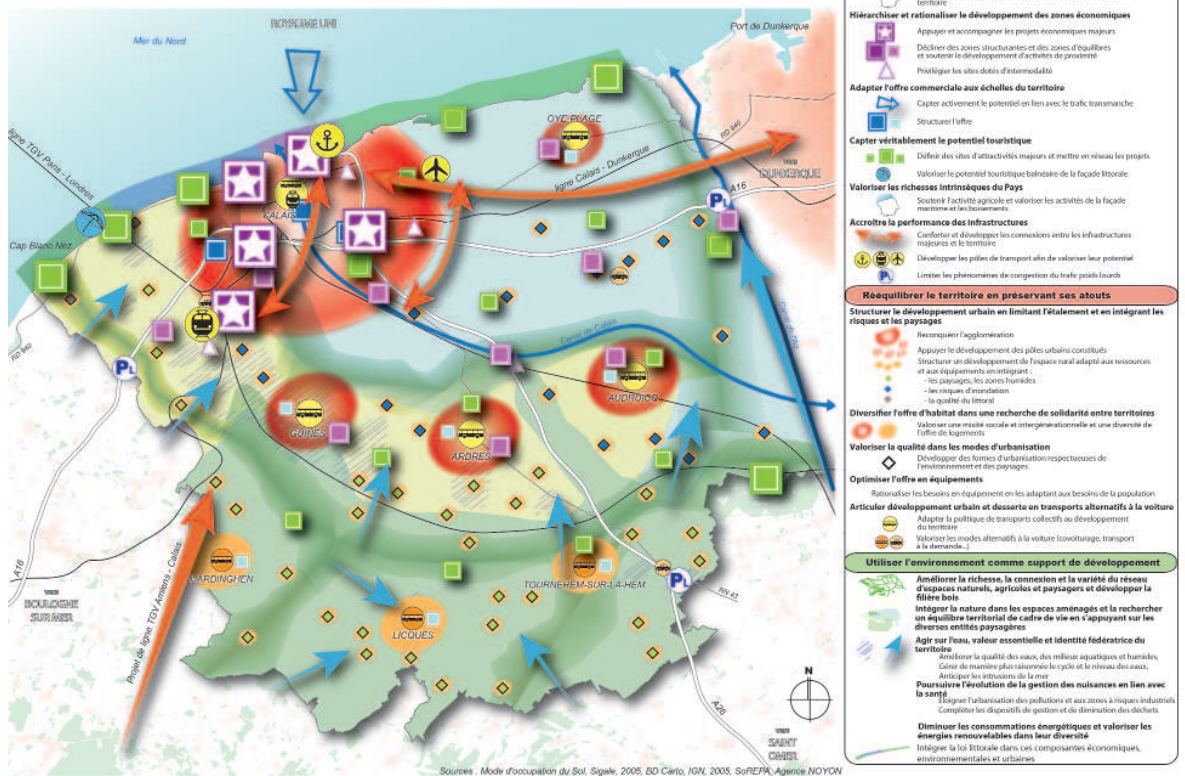 ROYAUME UNI
Mer du Nord
Port de Dunkerque
ligne TGV Paris - Londres
OYE PLAGE
RD 940
ligne Calais - Dunkerque
vers
DUNKERQUE
A16
PL
CALAIS
Cap Blanc Nez
Canal de Calais
PL
AUDRUICQ
GUINES
ARDRES
HARDINGHEN
TOURNEHEM-SUR-LA-HEM
PL
RN 43
LICQUES
A16
vers
BOULOGNE
SUR MER
Projet de ligne TGV Amiens - Calais
N
A26
vers
SAINT
OMER
Sources : Mode d'occupation du Sol, Sigale, 2005, BD Carto, IGN, 2005, SoREPA, Agence NOYON
territoire
Hiérarchiser et rationaliser le développement des zones économiques
Appuyer et accompagner les projets économiques majeurs
Décliner des zones structurantes et des zones d'équilibres
et soutenir le développement d'activités de proximité
Privilégier les sites dotés d'intermodalité
Adapter l'offre commerciale aux échelles du territoire
Capter activement le potentiel en lien avec le trafic transmanche
Structurer l'offre
Capter véritablement le potentiel touristique
Définir des sites d'attractivités majeurs et mettre en réseau les projets
Valoriser le potentiel touristique balnéaire de la façade littorale
Valoriser les richesses intrinsèques du Pays
Soutenir l'activité agricole et valoriser les activités de la façade
maritime et les boisements
Accroître la performance des infrastructures
Conforter et développer les connexions entre les infrastructures
majeures et le territoire
Développer les pôles de transport afin de valoriser leur potentiel
PL Limiter les phénomènes de congestion du trafic poids lourds
Rééquilibrer le territoire en préservant ses atouts
Structurer le développement urbain en limitant l'étalement et en intégrant les
risques et les paysages
Reconquérir l'agglomération
Appuyer le développement des pôles urbains constitués
Structurer un développement de l'espace rural adapté aux ressources
et aux équipements en intégrant :
- les paysages, les zones humides
- les risques d'inondation
- la qualité du littoral
Diversifier l'offre d'habitat dans une recherche de solidarité entre territoires
Valoriser une mixité sociale et intergénérationnelle et une diversité de
l'offre de logements
Valoriser la qualité dans les modes d'urbanisation
Développer des formes d'urbanisation respectueuses de
l'environnement et des paysages
Optimiser l'offre en équipements
Rationaliser les besoins en équipement en les adaptant aux besoins de la population
Articuler développement urbain et desserte en transports alternatifs à la voiture
Adapter la politique de transports collectifs au développement
du territoire
Valoriser les modes alternatifs à la voiture (covoiturage, transport
à la demande...)
Utiliser l'environnement comme support de développement
Améliorer la richesse, la connexion et la variété du réseau
d'espaces naturels, agricoles et paysagers et développer la
filière bois
Intégrer la nature dans les espaces aménagés et la rechercher
un équilibre territorial de cadre de vie en s'appuyant sur les
diverses entités paysagères
Agir sur l'eau, valeur essentielle et identité fédératrice du
territoire
Améliorer la qualité des eaux, des milieux aquatiques et humides,
Gérer de manière plus raisonnée le cycle et le niveau des eaux,
Anticiper les intrusions de la mer
Poursuivre l'évolution de la gestion des nuisances en lien avec
la santé
Eloigner l'urbanisation des pollutions et aux zones à risques industriels
Compléter les dispositifs de gestion et de diminution des déchets
Diminuer les consommations énergétiques et valoriser les
énergies renouvelables dans leur diversité
Intégrer la loi littorale dans ces composantes économiques,
environnementales et urbaines